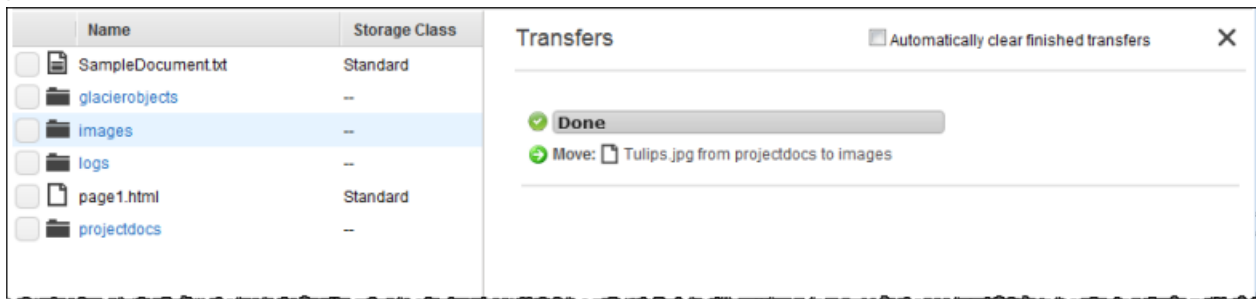 Name Storage Class
SampleDocument.txt Standard
glacierobjects --
images --
logs --
page1.html Standard
projectdocs --
Transfers
Automatically clear finished transfers
Done
Move: Tulips.jpg from projectdocs to images